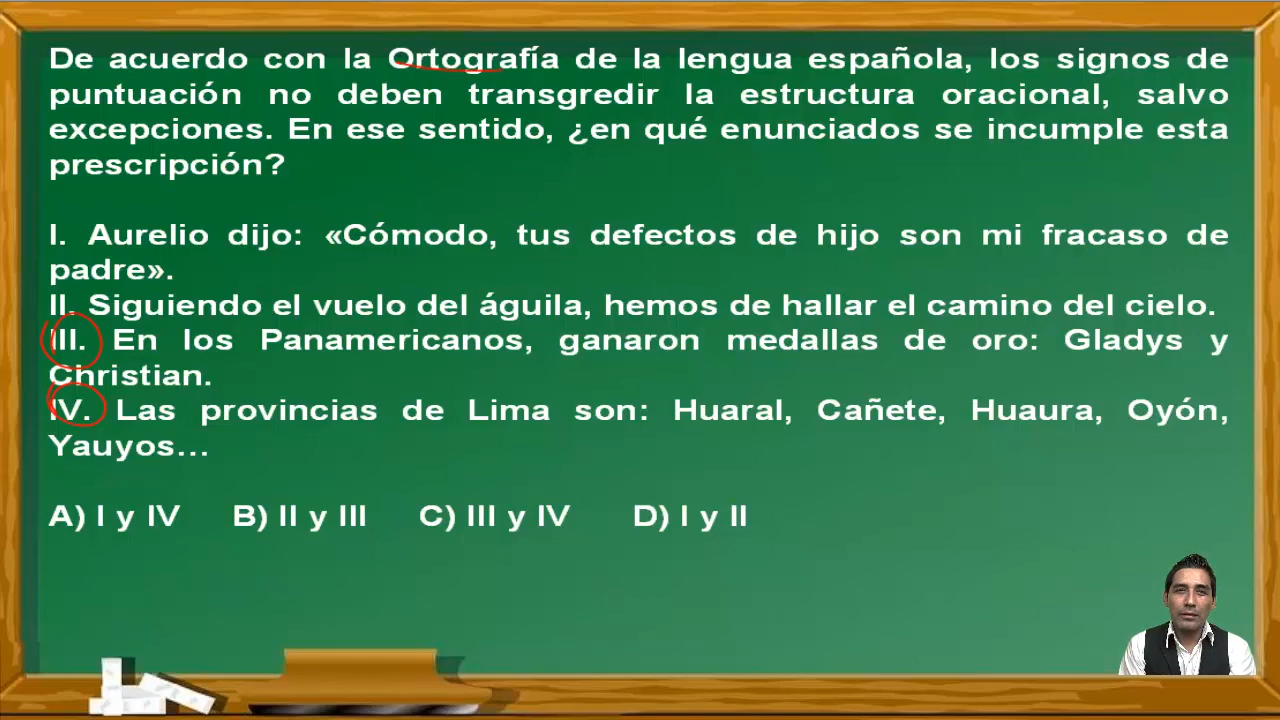 De acuerdo con la Ortografía de la lengua española, los signos de
puntuación no deben transgredir la estructura oracional, salvo
excepciones. En ese sentido, ¿en qué enunciados se incumple esta
prescripción?
I. Aurelio dijo: «Cómodo, tus defectos de hijo son mi fracaso de
padre».
II. Siguiendo el vuelo del águila, hemos de hallar el camino del cielo.
III. En los Panamericanos, ganaron medallas de oro: Gladys y
Christian.
IV. Las provincias de Lima son: Huaral, Cañete, Huaura, Oyón,
Yauyos...
A) I y IV B) II y III C) III y IV D) I y II